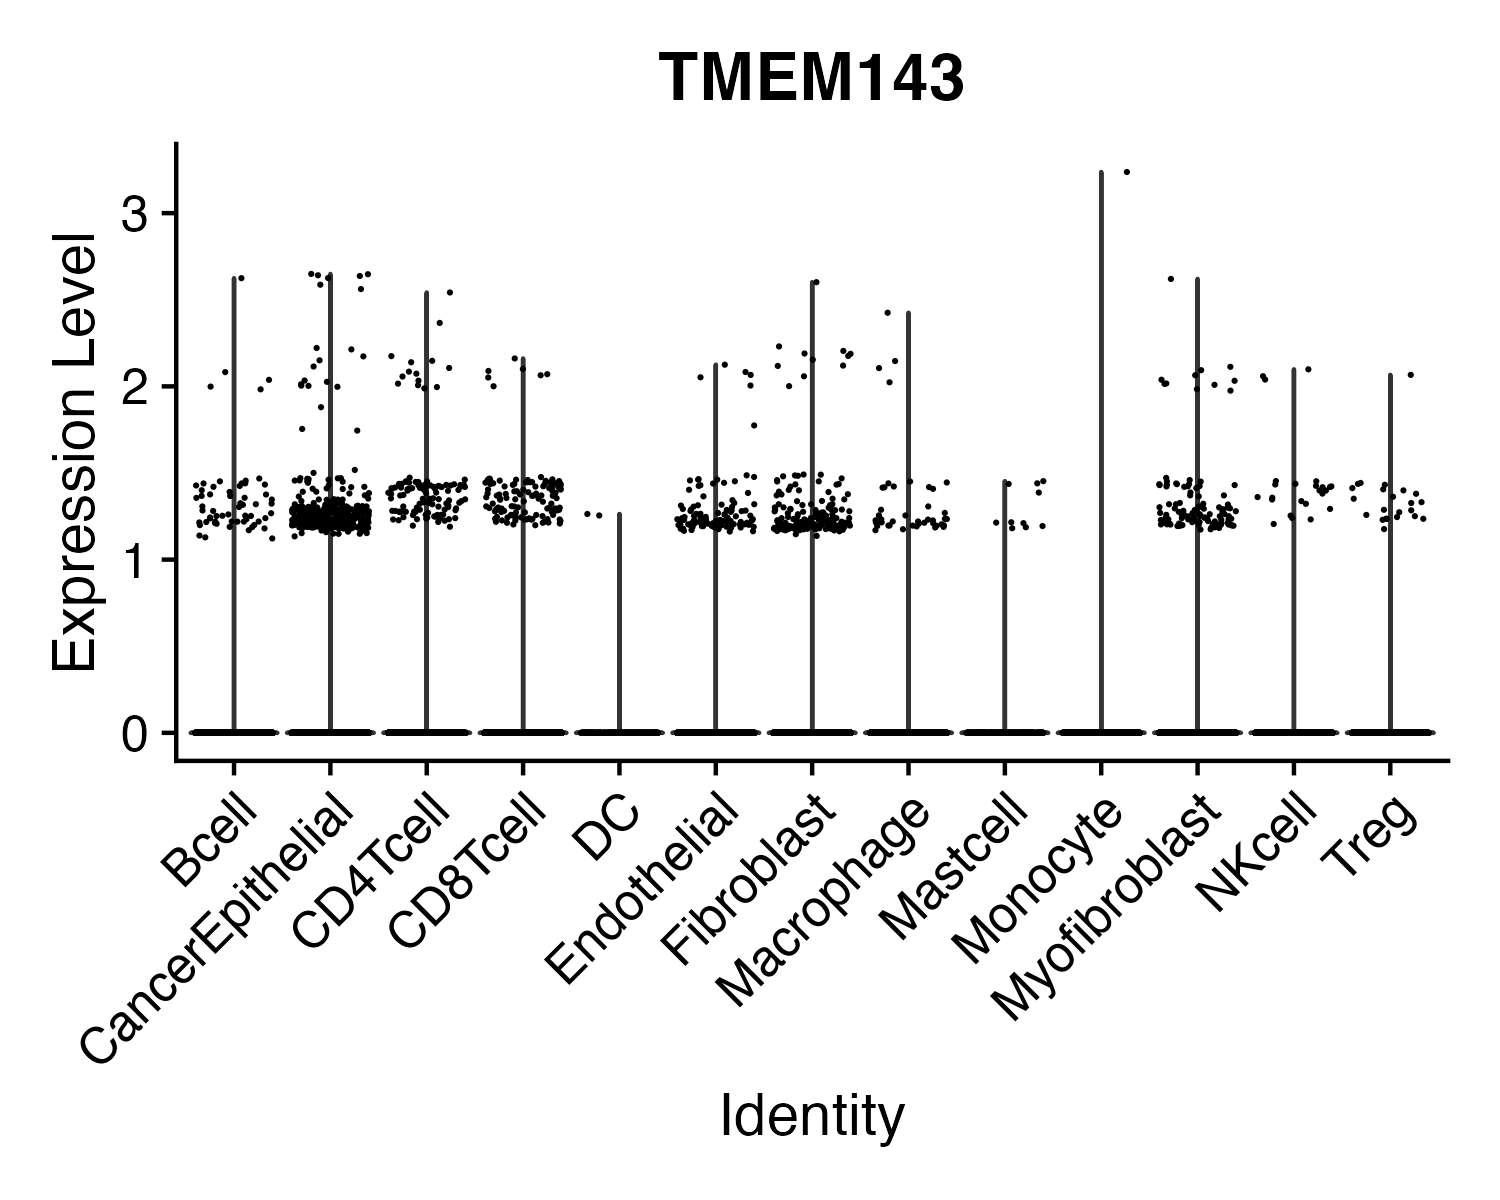 TMEM143
Expression Level
3
2
1
0
Bcell
CancerEpithelial
CD4Tcell
CD8Tcell
DC
Endothelial
Fibroblast
Macrophage
Mastcell
Monocyte
Myofibroblast
NKcell
Treg
Identity